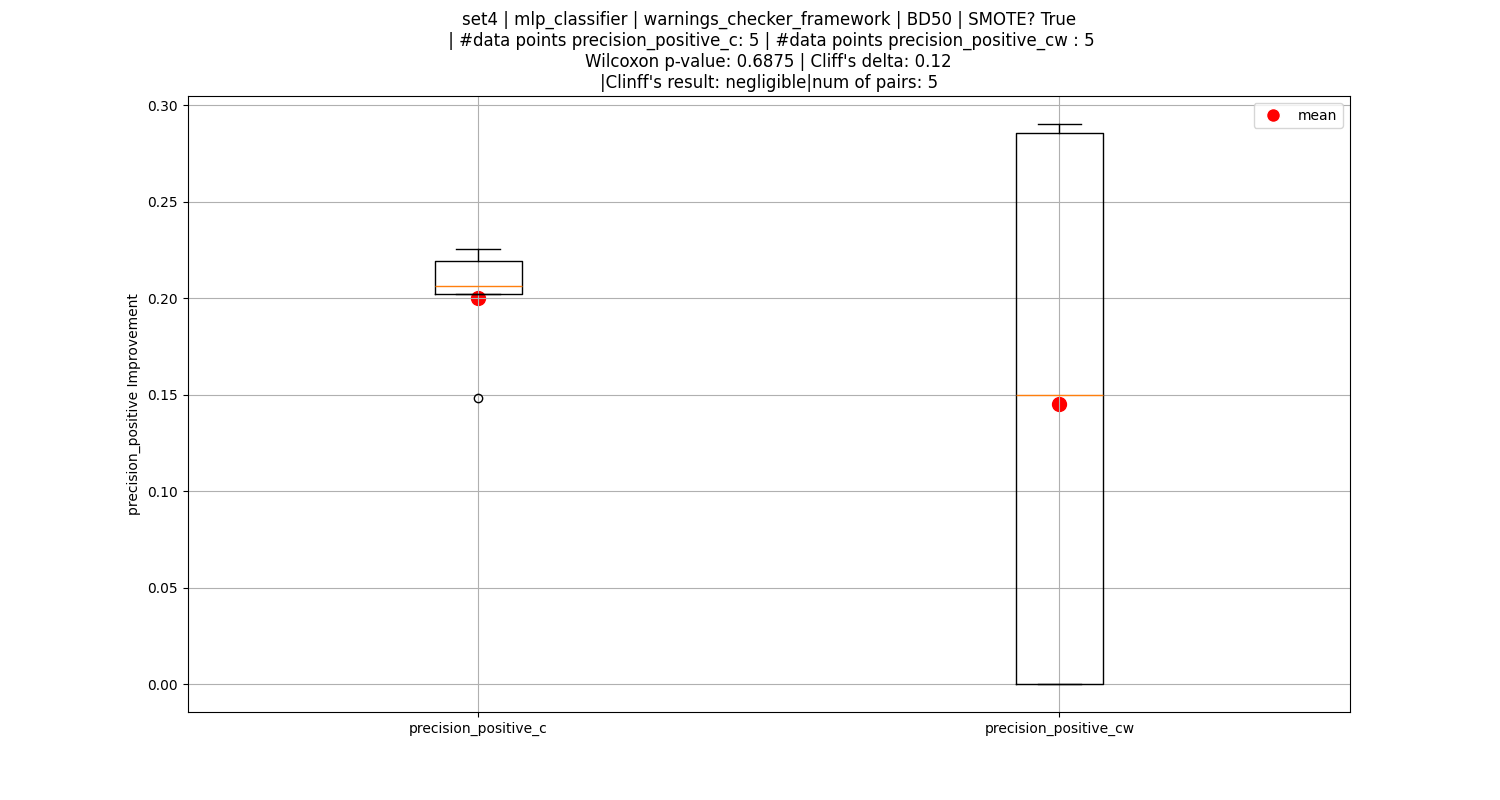 set4 | mlp_classifier | warnings_checker_framework | BD50 | SMOTE? True
| #data points precision_positive_c: 5 | #data points precision_positive_cw : 5
Wilcoxon p-value: 0.6875 | Cliff's delta: 0.12
|Clinff's result: negligible|num of pairs: 5
mean
0.30
0.25
0.20
0.15
0.10
0.05
0.00
precision_positive Improvement
precision_positive_c
precision_positive_cw